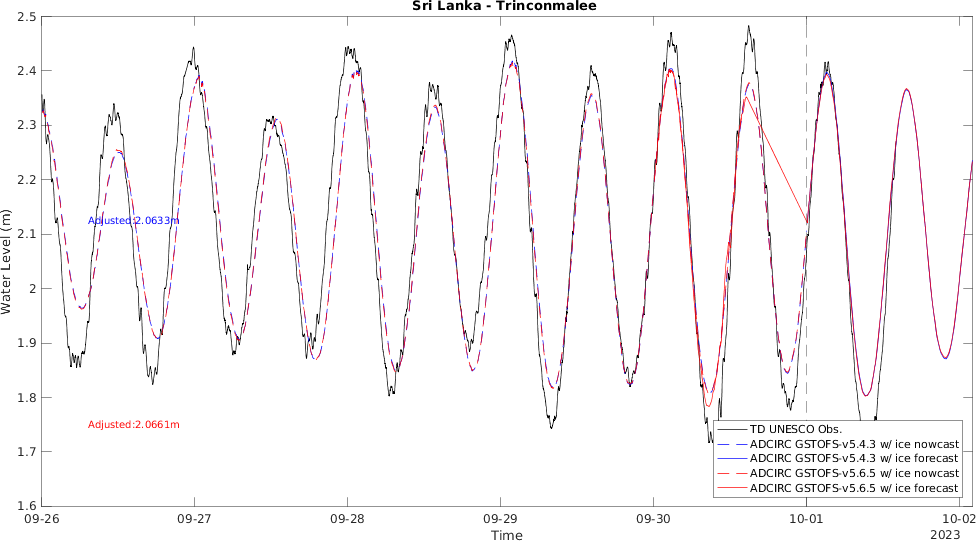 Sri Lanka - Trinconmalee
2.5
2.4
2.3
2.2
2.1
2
1.9
1.8
1.7
1.6
Water Level (m)
Adjusted:2.0633m
Adjusted:2.0661m
TD UNESCO Obs.
ADCIRC GSTOFS-v5.4.3 w/ ice nowcast
ADCIRC GSTOFS-v5.4.3 w/ ice forecast
ADCIRC GSTOFS-v5.6.5 w/ ice nowcast
ADCIRC GSTOFS-v5.6.5 w/ ice forecast
09-26 09-27 09-28 09-29 09-30 10-01 10-02
Time
2023